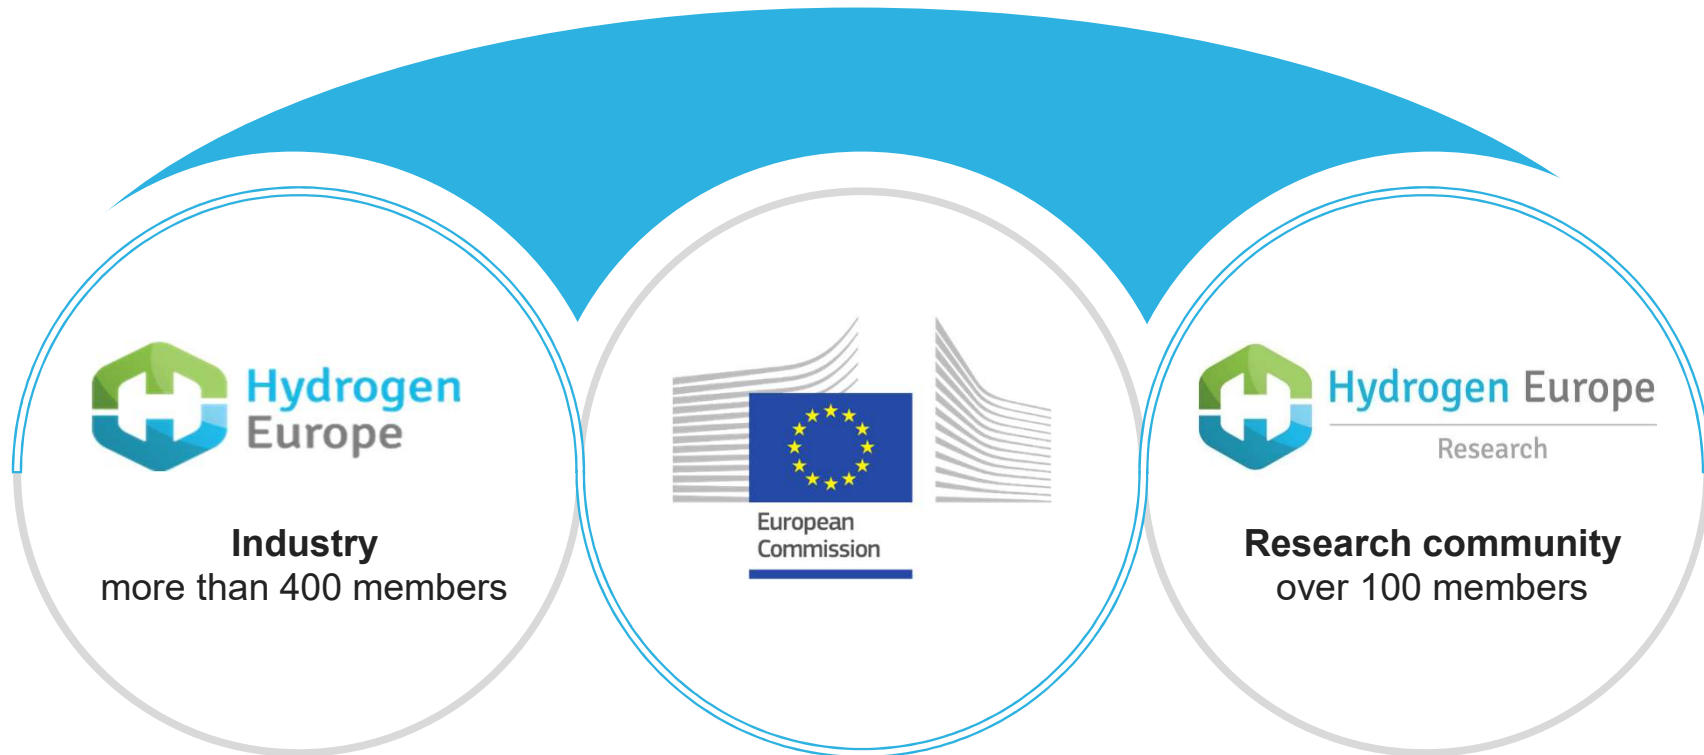 Hydrogen
Europe
Industry
more than 400 members
European
Commission
Hydrogen Europe
Research
Research community
over 100 members